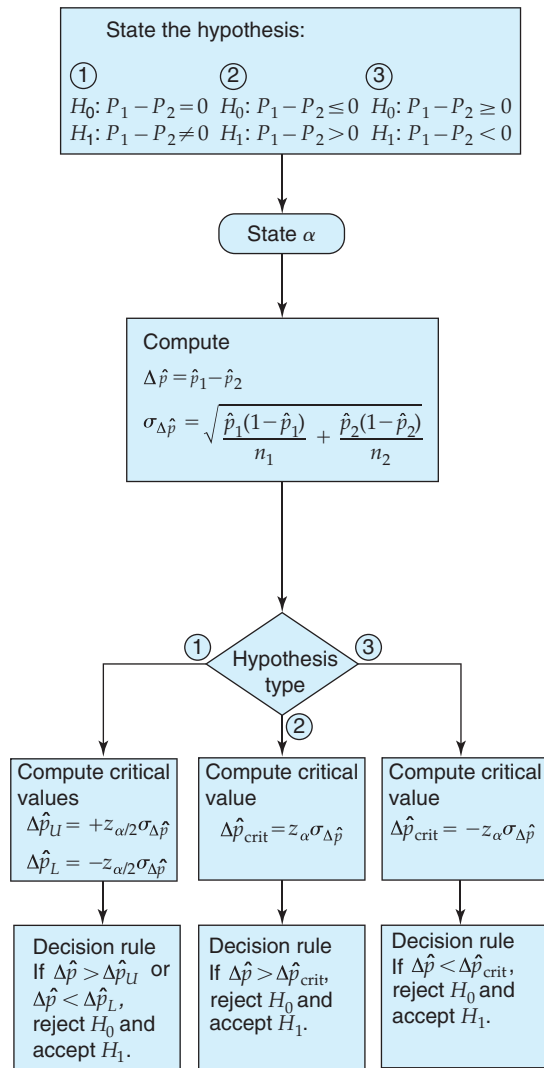 State the hypothesis:
① ② ③
H₀: P₁ − P₂ = 0 H₀: P₁ − P₂ ≤ 0 H₀: P₁ − P₂ ≥ 0
H₁: P₁ − P₂ ≠ 0 H₁: P₁ − P₂ > 0 H₁: P₁ − P₂ < 0
State α
Compute
Δp̂ = p̂₁ − p̂₂
σ_Δp̂ = √(p̂₁(1−p̂₁)/n₁ + p̂₂(1−p̂₂)/n₂)
① ③
Hypothesis
type
②
Compute critical
values
Δp̂_U = +z_α/2 σ_Δp̂
Δp̂_L = −z_α/2 σ_Δp̂
Compute critical
value
Δp̂_crit = z_α σ_Δp̂
Compute critical
value
Δp̂_crit = −z_α σ_Δp̂
Decision rule
If Δp̂ > Δp̂_U or
Δp̂ < Δp̂_L,
reject H₀ and
accept H₁.
Decision rule
If Δp̂ > Δp̂_crit,
reject H₀ and
accept H₁.
Decision rule
If Δp̂ < Δp̂_crit,
reject H₀ and
accept H₁.